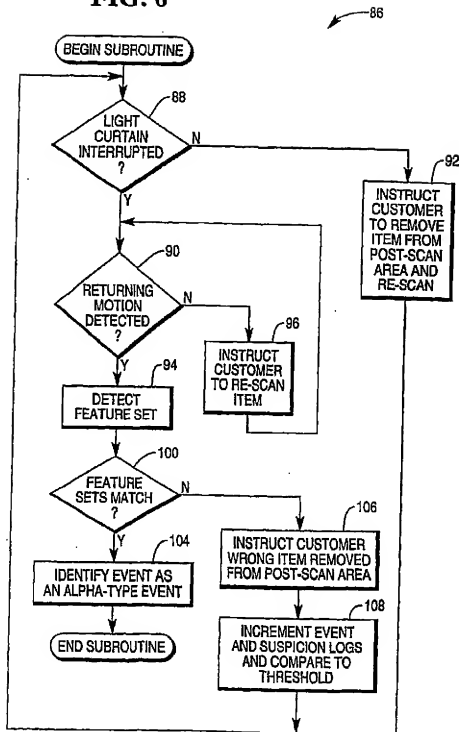 FIG. 6
86
BEGIN SUBROUTINE
88
LIGHT
CURTAIN
INTERRUPTED
?
N
Y
92
INSTRUCT
CUSTOMER
TO REMOVE
ITEM FROM
POST-SCAN
AREA AND
RE-SCAN
90
RETURNING
MOTION
DETECTED
?
N
Y
96
INSTRUCT
CUSTOMER
TO RE-SCAN
ITEM
94
DETECT
FEATURE SET
100
FEATURE
SETS MATCH
?
N
Y
104
IDENTIFY EVENT AS
AN ALPHA-TYPE EVENT
END SUBROUTINE
106
INSTRUCT CUSTOMER
WRONG ITEM REMOVED
FROM POST-SCAN AREA
108
INCREMENT EVENT
AND SUSPICION LOGS
AND COMPARE TO
THRESHOLD